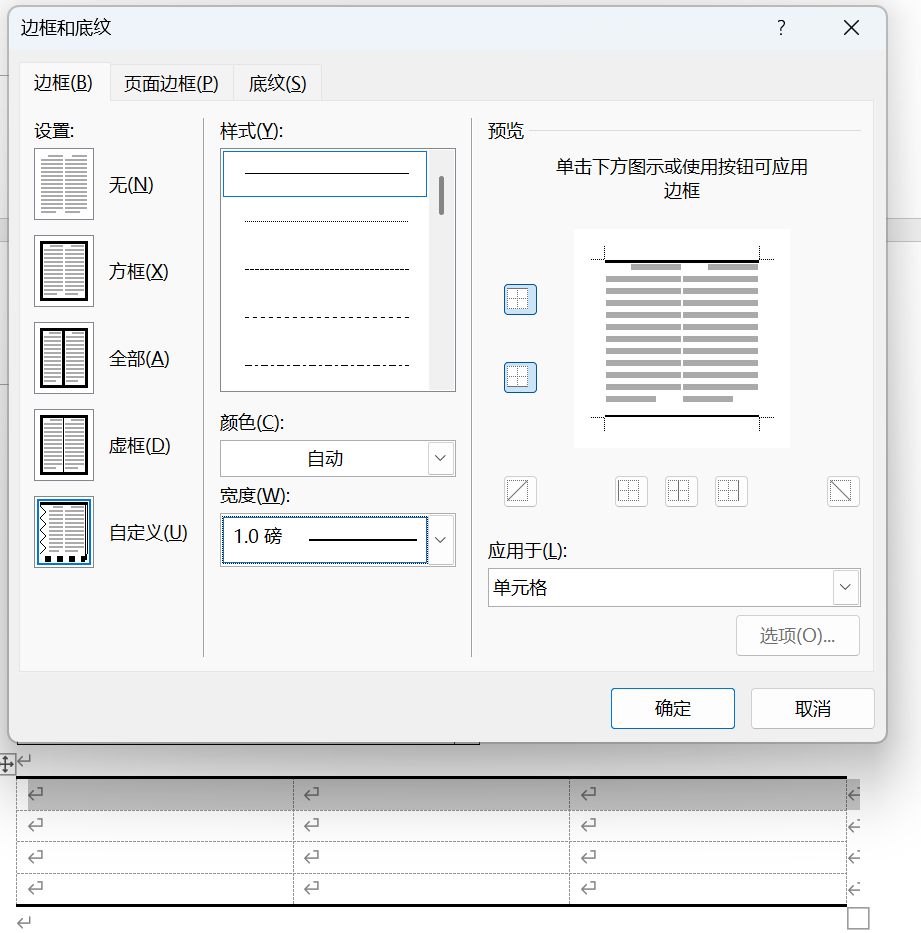 边框和底纹
?
边框(B)
页面边框(P)
底纹(S)
设置:
无(N)
方框(X)
全部(A)
虚框(D)
自定义(U)
样式(Y):
颜色(C):
自动
宽度(W):
1.0 磅
预览
单击下方图示或使用按钮可应用
边框
应用于(L):
单元格
选项(O)...
确定
取消